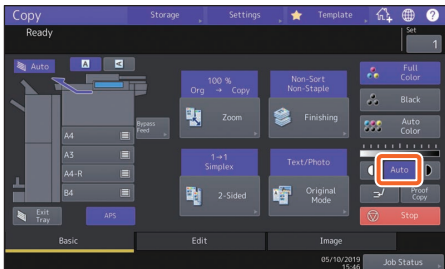 Copy
Storage
Settings
Template
?
Ready
Set
1
Auto
A
100 %
Org → Copy
Non-Sort
Non-Staple
Full
Color
Black
Bypass
Feed
Zoom
Finishing
Auto
Color
A4
A3
1→1
Simplex
Text/Photo
Auto
A4-R
B4
2-Sided
Original
Mode
Proof
Copy
Exit
Tray
APS
Stop
Basic
Edit
Image
05/10/2019
15:46
Job Status